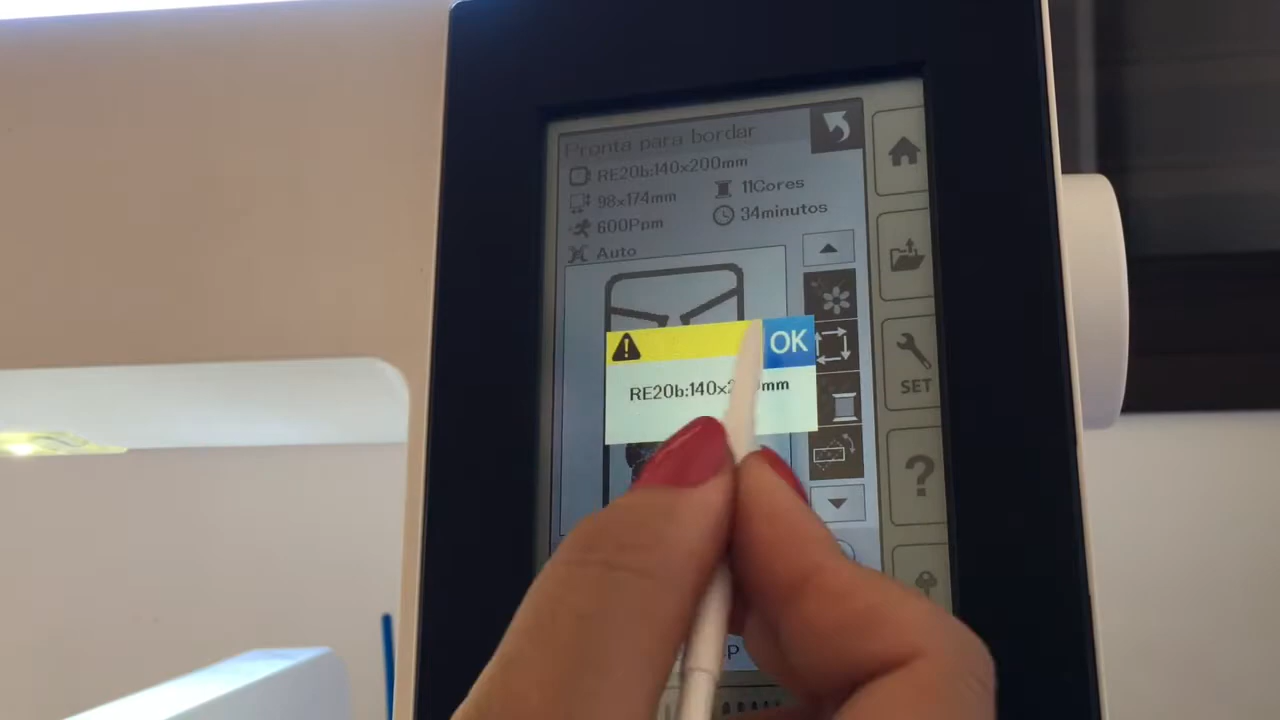 Pronta para bordar
RE20b:140x200mm
98x174mm
11Cores
600Ppm
34minutos
Auto
OK
SET
?